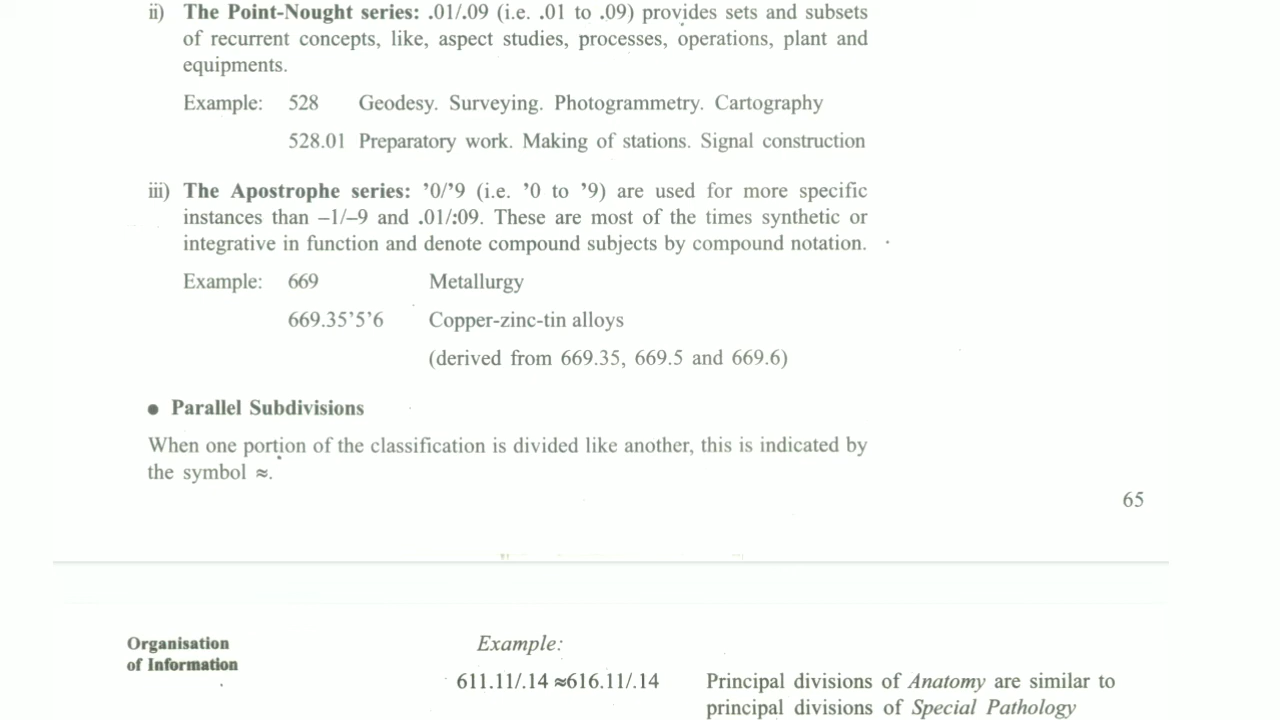 ii) The Point-Nought series: .01/.09 (i.e. .01 to .09) provides sets and subsets
of recurrent concepts, like, aspect studies, processes, operations, plant and
equipments.
Example: 528 Geodesy. Surveying. Photogrammetry. Cartography
528.01 Preparatory work. Making of stations. Signal construction
iii) The Apostrophe series: ’0/’9 (i.e. ’0 to ’9) are used for more specific
instances than –1/–9 and .01/:09. These are most of the times synthetic or
integrative in function and denote compound subjects by compound notation.
Example: 669 Metallurgy
669.35’5’6 Copper-zinc-tin alloys
(derived from 669.35, 669.5 and 669.6)
● Parallel Subdivisions
When one portion of the classification is divided like another, this is indicated by
the symbol ≈.
65
Organisation
of Information
Example:
611.11/.14 ≈616.11/.14 Principal divisions of Anatomy are similar to
principal divisions of Special Pathology